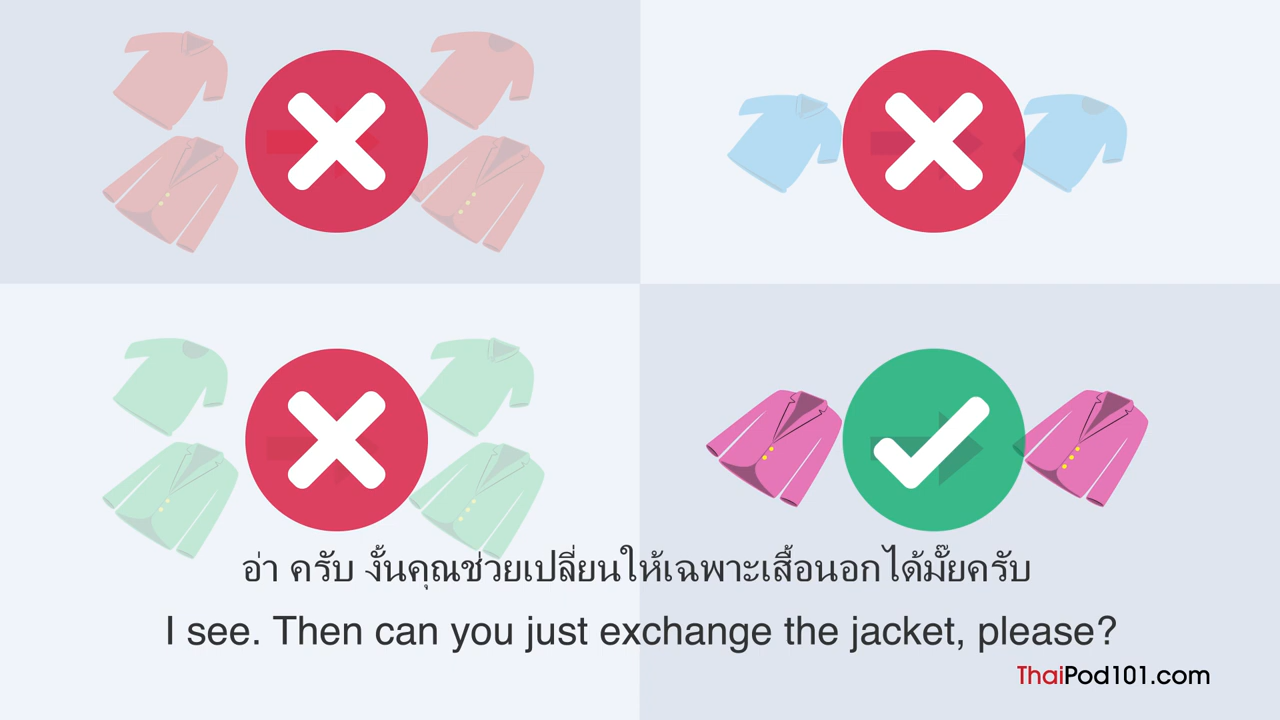 อ่า ครับ งั้นคุณช่วยเปลี่ยนให้เฉพาะเสื้อนอกได้มั๊ยครับ
I see. Then can you just exchange the jacket, please?
ThaiPod101.com